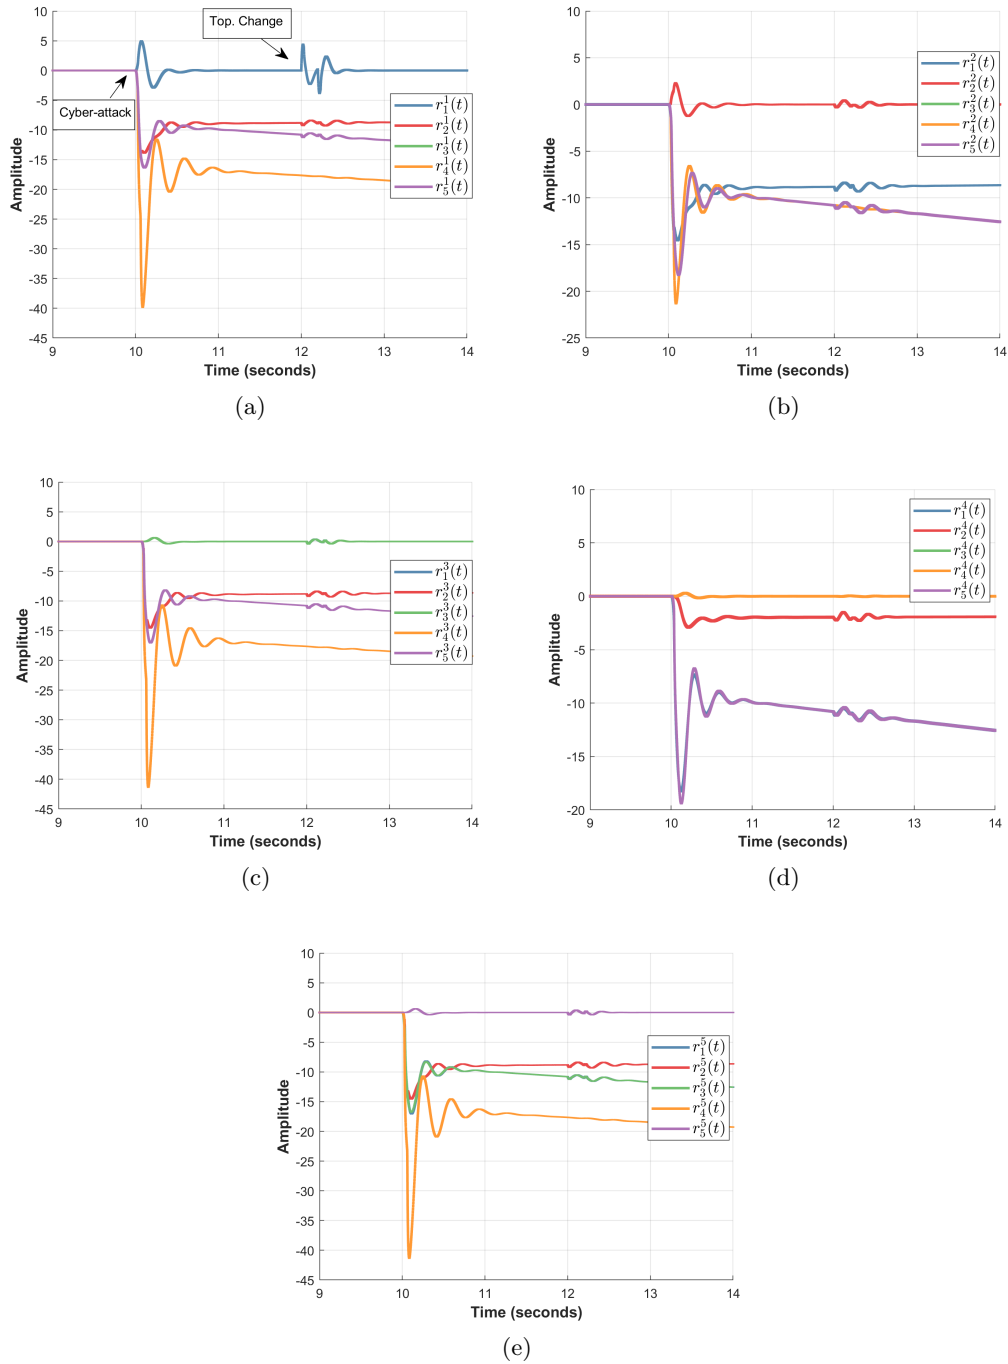 Top. Change
Cyber-attack
Amplitude
10
5
0
-5
-10
-15
-20
-25
-30
-35
-40
-45
r_1^1(t)
r_2^1(t)
r_3^1(t)
r_4^1(t)
r_5^1(t)
9 10 11 12 13 14
Time (seconds)
(a)
Amplitude
10
5
0
-5
-10
-15
-20
-25
r_1^2(t)
r_2^2(t)
r_3^2(t)
r_4^2(t)
r_5^2(t)
9 10 11 12 13 14
Time (seconds)
(b)
Amplitude
10
5
0
-5
-10
-15
-20
-25
-30
-35
-40
-45
r_1^3(t)
r_2^3(t)
r_3^3(t)
r_4^3(t)
r_5^3(t)
9 10 11 12 13 14
Time (seconds)
(c)
Amplitude
10
5
0
-5
-10
-15
-20
r_1^4(t)
r_2^4(t)
r_3^4(t)
r_4^4(t)
r_5^4(t)
9 10 11 12 13 14
Time (seconds)
(d)
Amplitude
10
5
0
-5
-10
-15
-20
-25
-30
-35
-40
-45
r_1^5(t)
r_2^5(t)
r_3^5(t)
r_4^5(t)
r_5^5(t)
9 10 11 12 13 14
Time (seconds)
(e)